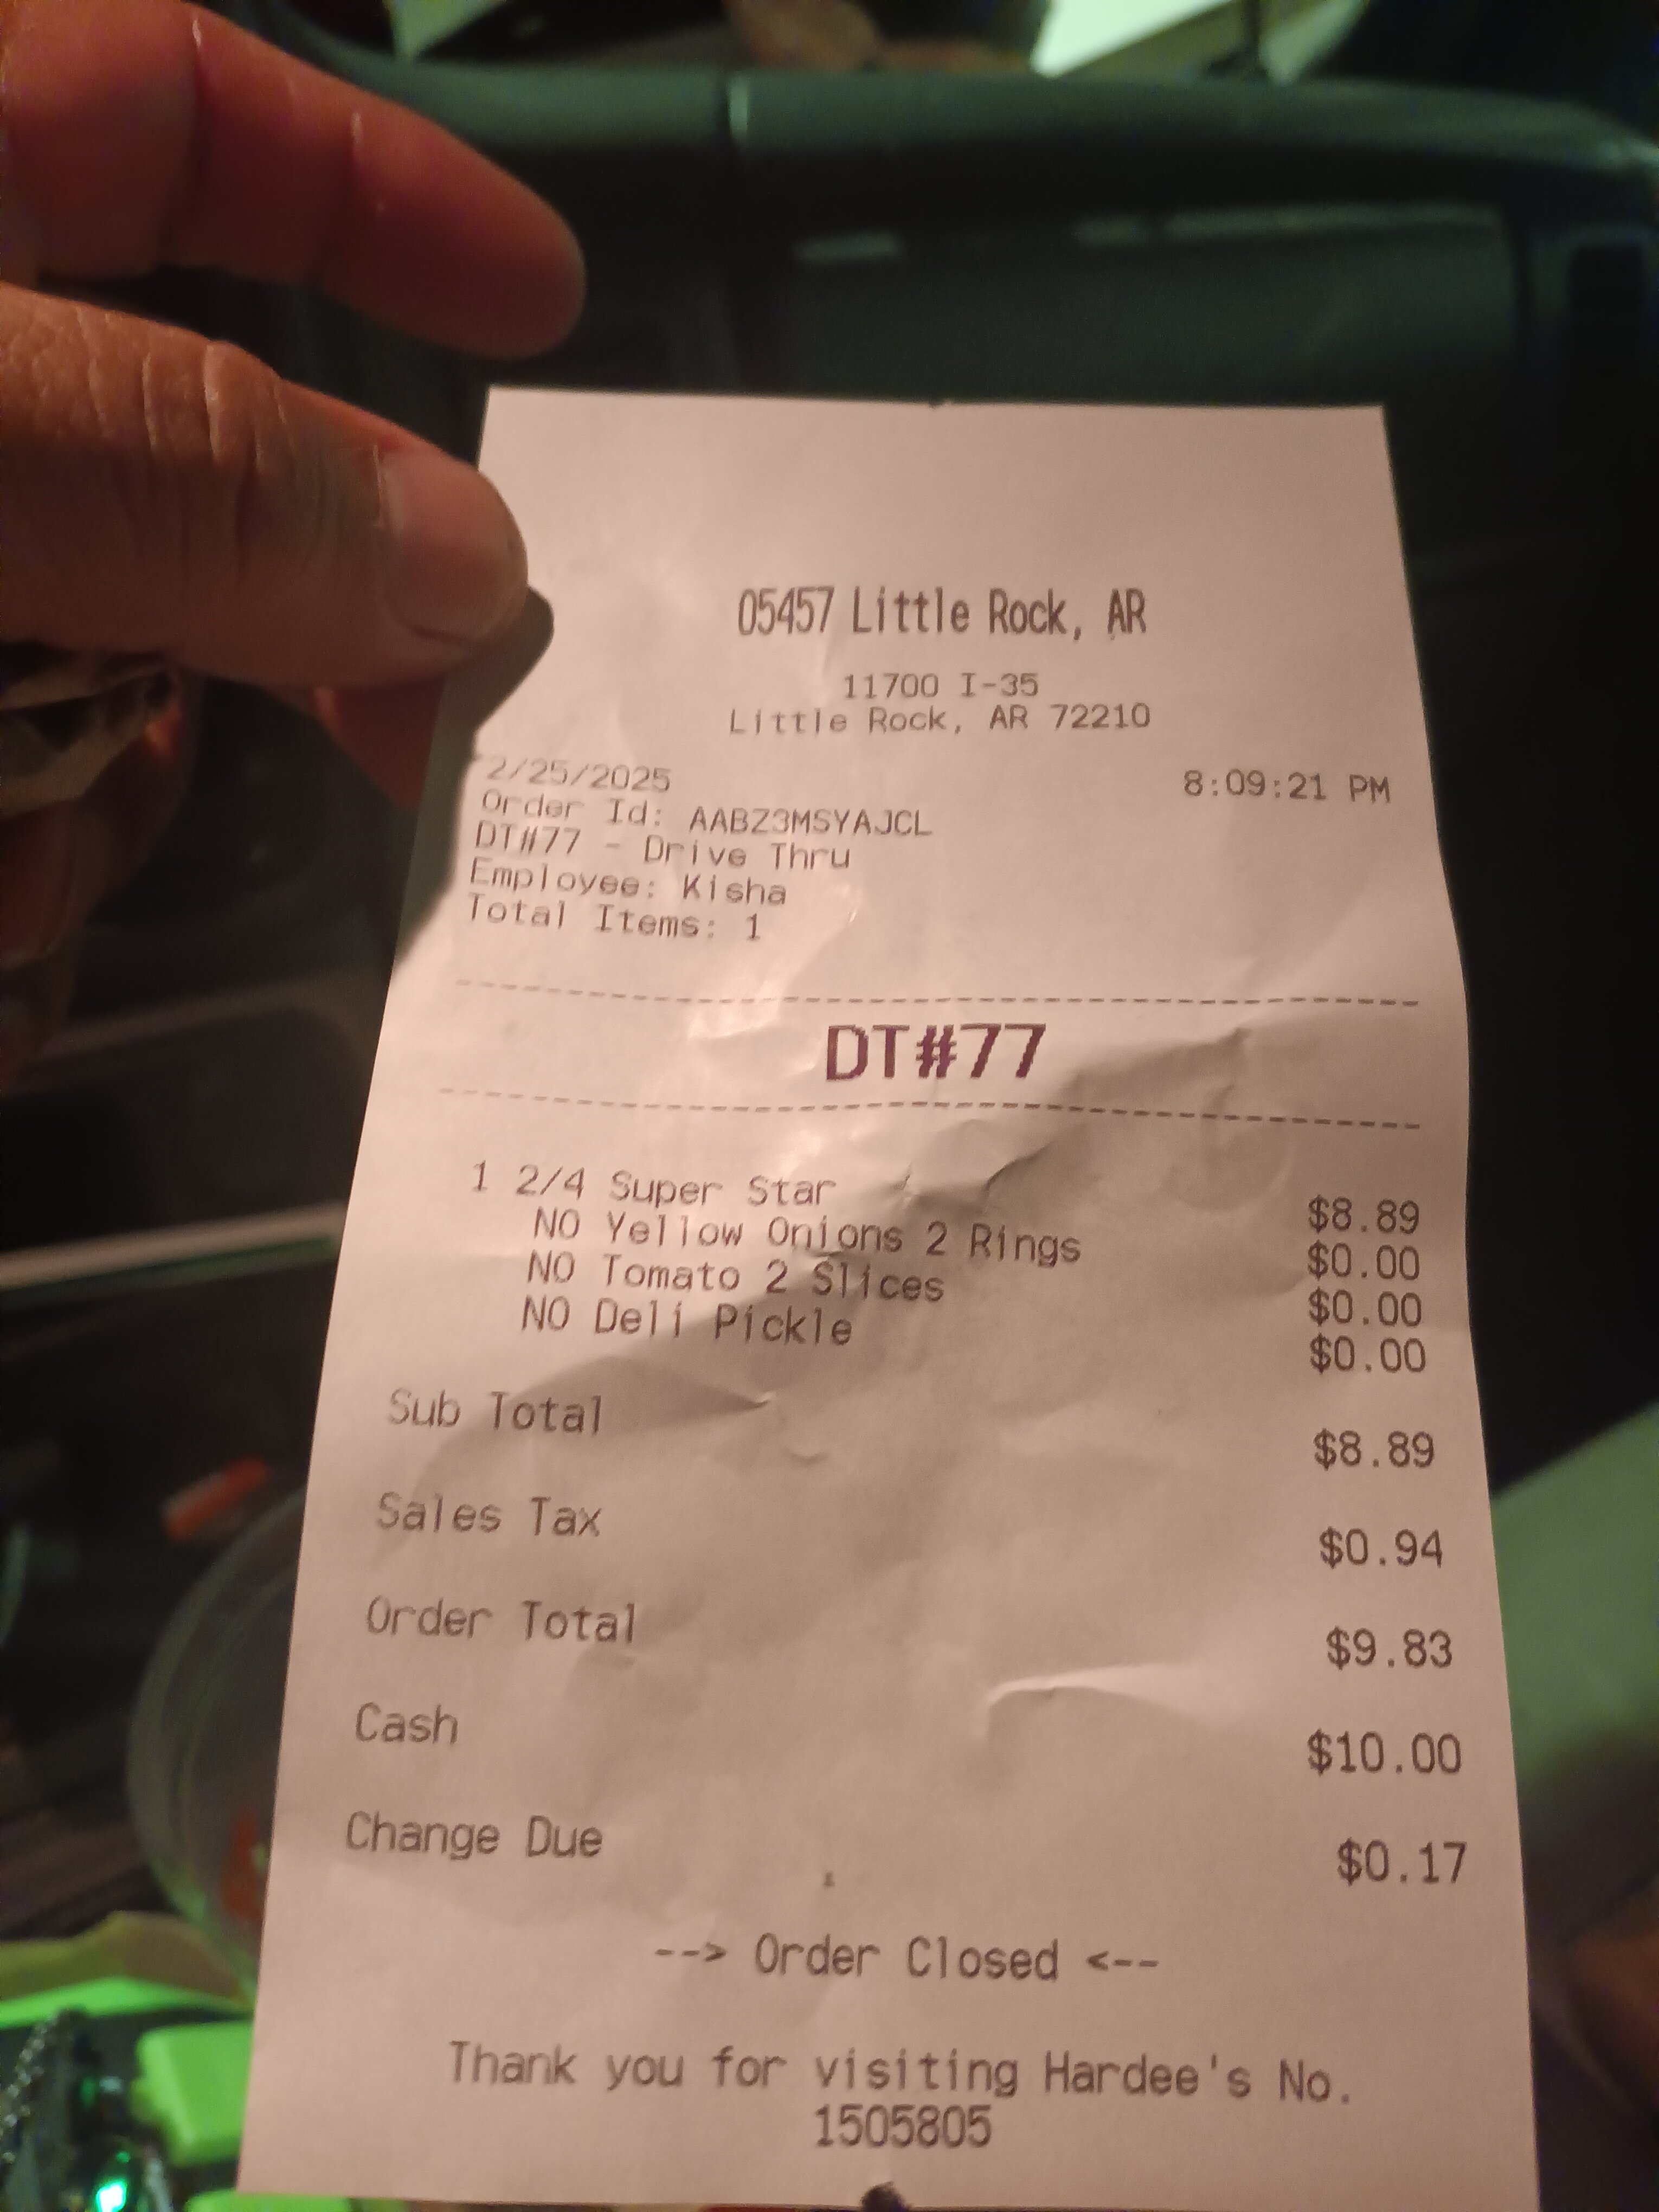 05457 Little Rock, AR
11700 I-35
Little Rock, AR 72210
2/25/2025 8:09:21 PM
Order Id: AABZ3MSYAJCL
DT#77 - Drive Thru
Employee: Kisha
Total Items: 1
DT#77
1 2/4 Super Star $8.89
NO Yellow Onions 2 Rings $0.00
NO Tomato 2 Slices $0.00
NO Deli Pickle $0.00
Sub Total $8.89
Sales Tax $0.94
Order Total $9.83
Cash $10.00
Change Due $0.17
--> Order Closed <--
Thank you for visiting Hardee's No.
1505805